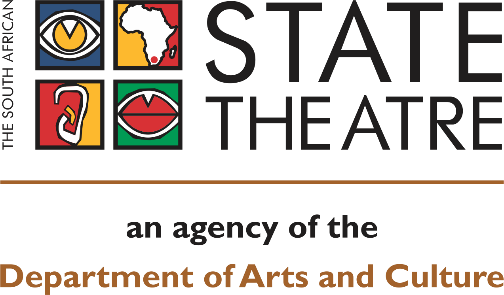 THE SOUTH AFRICAN
STATE
THEATRE
an agency of the
Department of Arts and Culture